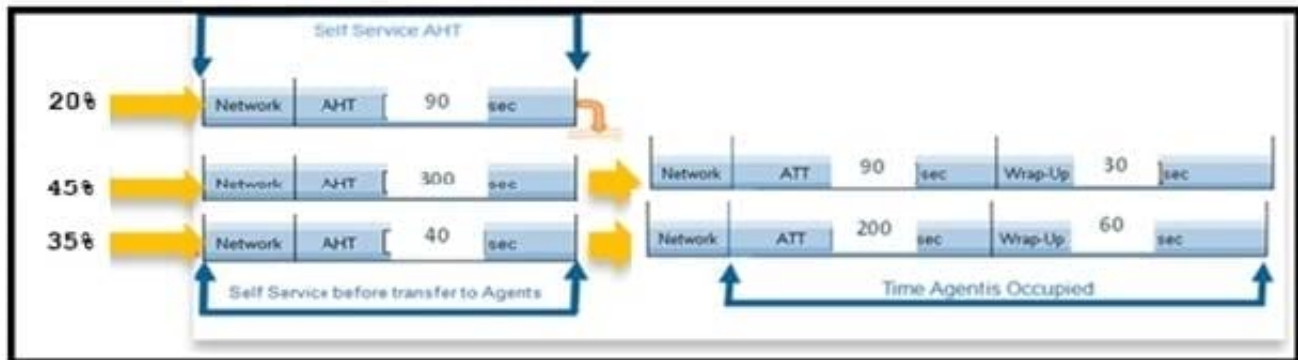 Self Service AHT
20% Network AHT [ 90 sec
45% Network AHT [ 300 sec Network ATT 90 sec Wrap-Up 30 sec
35% Network AHT [ 40 sec Network ATT 200 sec Wrap-Up 60 sec
Self Service before transfer to Agents Time Agentis Occupied